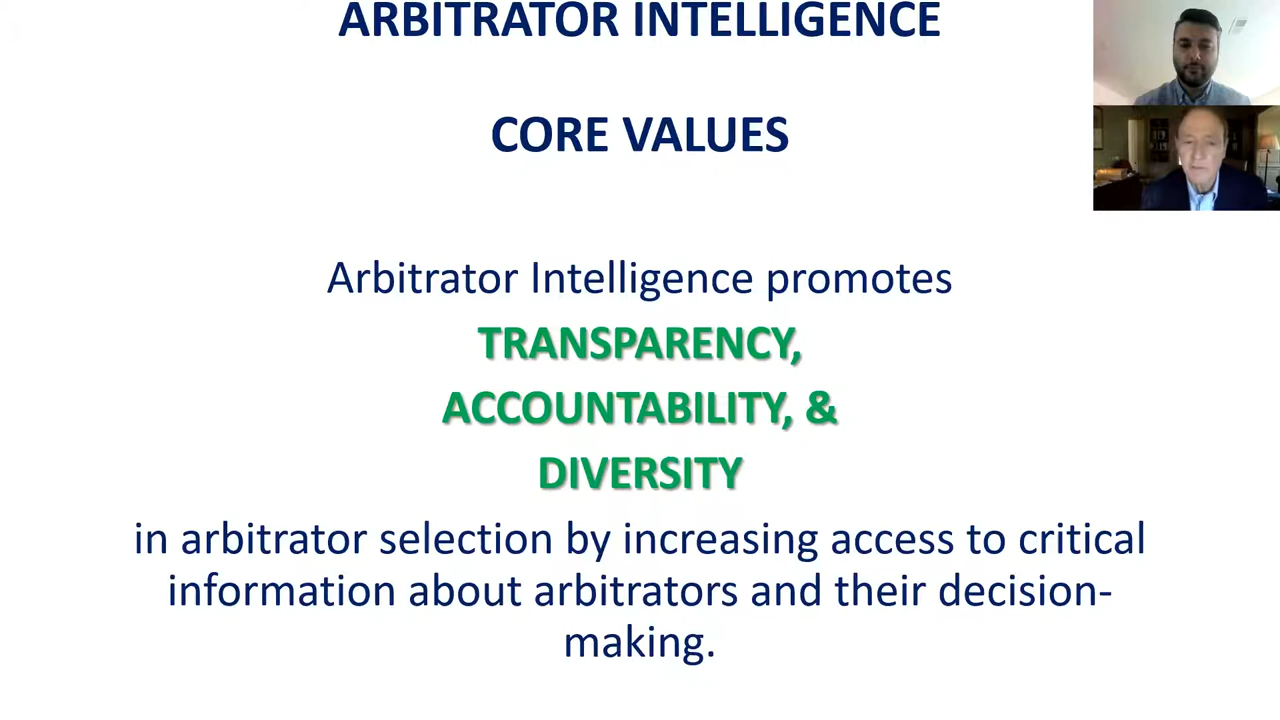 ARBITRATOR INTELLIGENCE
CORE VALUES
Arbitrator Intelligence promotes
TRANSPARENCY,
ACCOUNTABILITY, &
DIVERSITY
in arbitrator selection by increasing access to critical
information about arbitrators and their decision-
making.